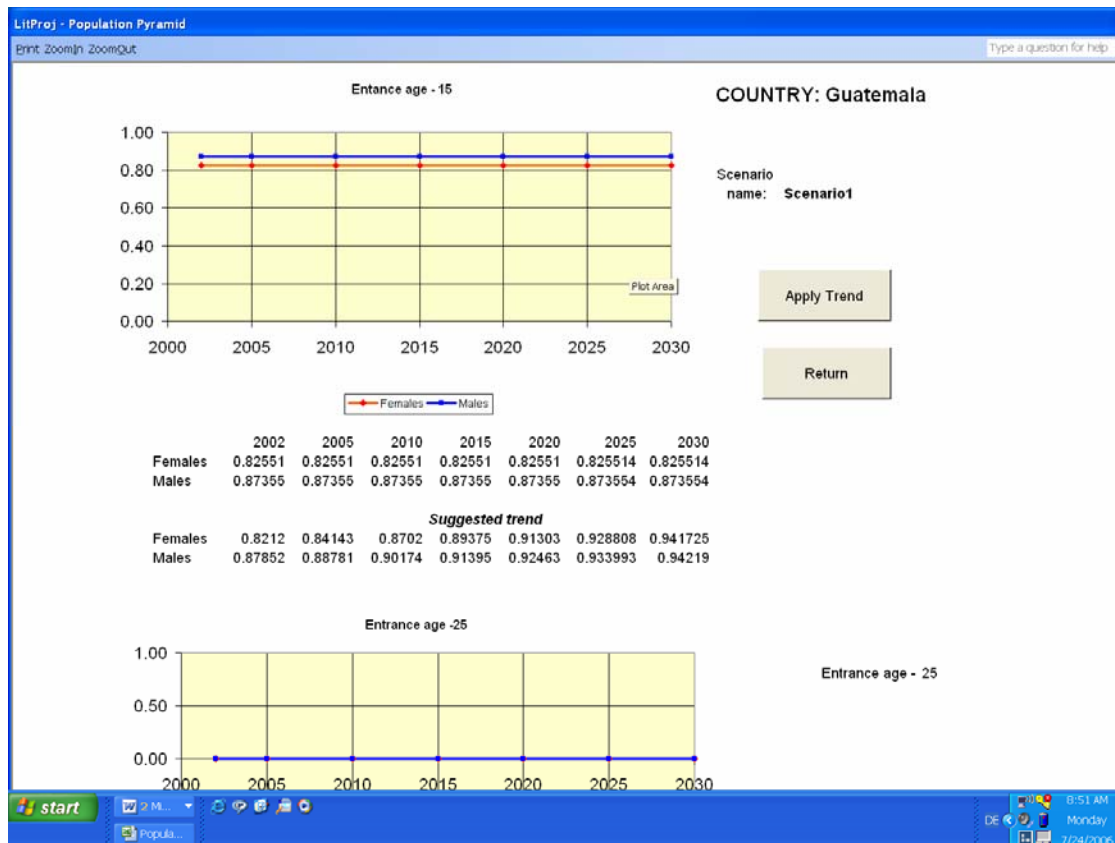 LitProj - Population Pyramid
Print ZoomIn ZoomOut
Type a question for help
Entance age - 15
COUNTRY: Guatemala
1.00
0.80
0.60
0.40
0.20
0.00
2000 2005 2010 2015 2020 2025 2030
Plot Area
Scenario
name: Scenario1
Apply Trend
Return
Females Males
2002 2005 2010 2015 2020 2025 2030
Females 0.82551 0.82551 0.82551 0.82551 0.82551 0.825514 0.825514
Males 0.87355 0.87355 0.87355 0.87355 0.87355 0.873554 0.873554
Suggested trend
Females 0.8212 0.84143 0.8702 0.89375 0.91303 0.928808 0.941725
Males 0.87852 0.88781 0.90174 0.91395 0.92463 0.933993 0.94219
Entrance age -25
1.00
0.50
0.00
2000 2005 2010 2015 2020 2025 2030
Entrance age - 25
start
2 M...
Popula...
DE
8:51 AM
Monday
7/24/2006